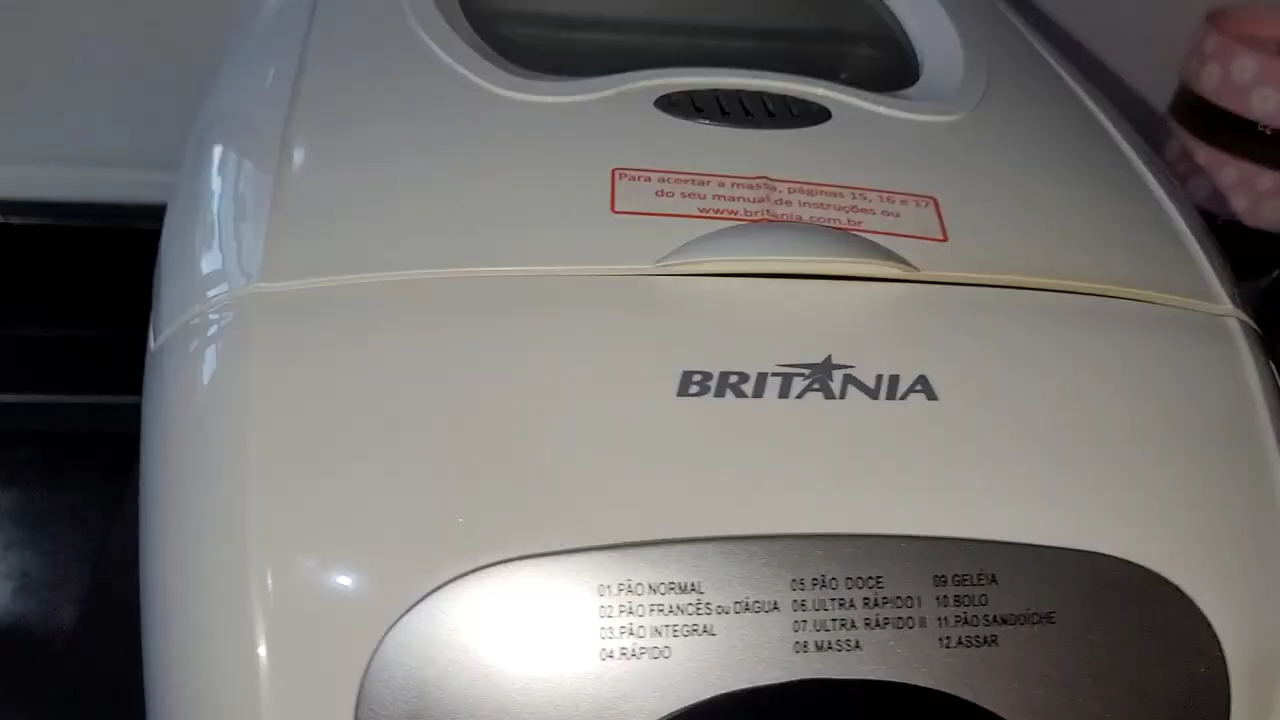 Para acertar a massa, páginas 15, 16 e 17
do seu manual de Instruções ou
www.britania.com.br
BRITANIA
01.PÃO NORMAL
02.PÃO FRANCÊS ou D'ÁGUA
03.PÃO INTEGRAL
04.RÁPIDO
05.PÃO DOCE
06.ULTRA RÁPIDO I
07.ULTRA RÁPIDO II
08.MASSA
09.GELÉIA
10.BOLO
11.PÃO SANDUÍCHE
12.ASSAR